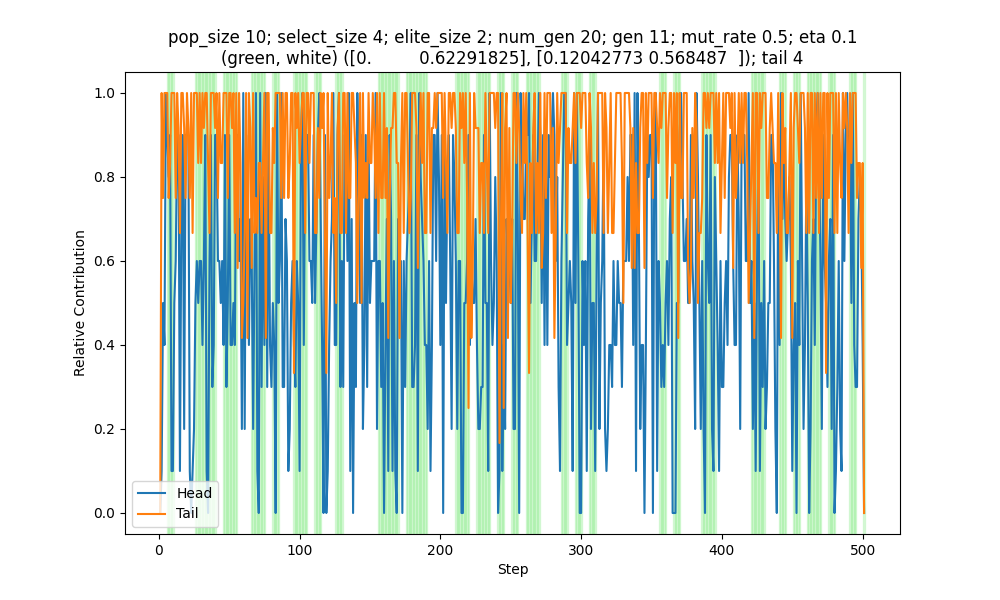 pop_size 10; select_size 4; elite_size 2; num_gen 20; gen 11; mut_rate 0.5; eta 0.1
(green, white) ([0.         0.62291825], [0.12042773 0.568487  ]); tail 4
Relative Contribution
1.0
0.8
0.6
0.4
0.2
0.0
Head
Tail
0 100 200 300 400 500
Step